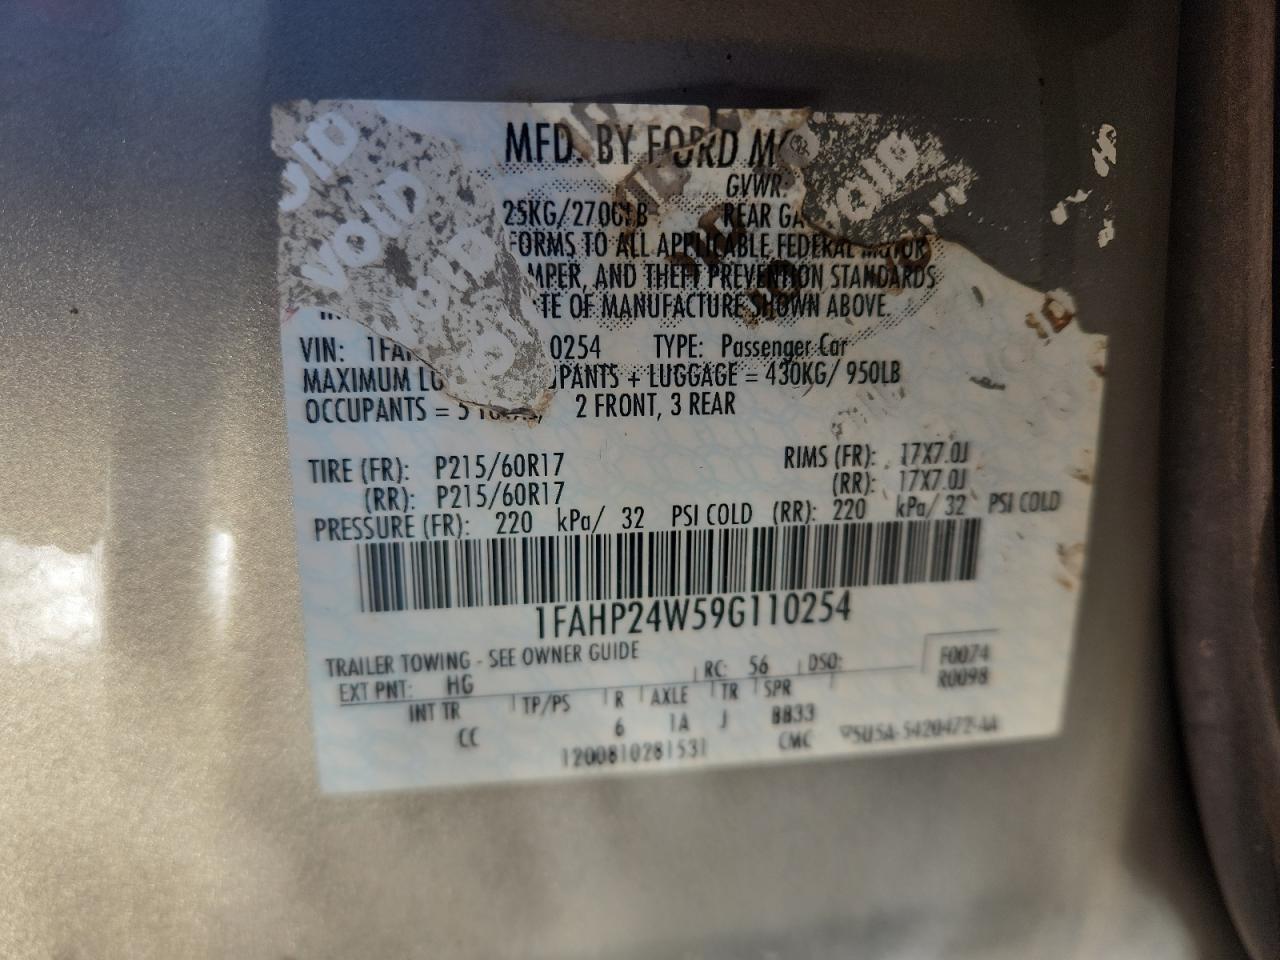 MFD. BY FORD MO
GVWR:
25KG/2700LB REAR GA
FORMS TO ALL APPLICABLE FEDERAL MOTOR
MPER, AND THEFT PREVENTION STANDARDS
TE OF MANUFACTURE SHOWN ABOVE.
VIN: 1FAH 0254 TYPE: Passenger Car
MAXIMUM LO UPANTS + LUGGAGE = 430KG/ 950LB
OCCUPANTS = 5 2 FRONT, 3 REAR
TIRE (FR): P215/60R17 RIMS (FR): 17X7.0J
(RR): P215/60R17 (RR): 17X7.0J
PRESSURE (FR): 220 kPa/ 32 PSI COLD (RR): 220 kPa/ 32 PSI COLD
1FAHP24W59G110254
TRAILER TOWING - SEE OWNER GUIDE
EXT PNT: HG RC: 56 DSO: F0074
R0098
INT TR TP/PS R AXLE TR SPR
CC 6 1A J BB33
1200810281531 CMC
VOID
VOID
VOID